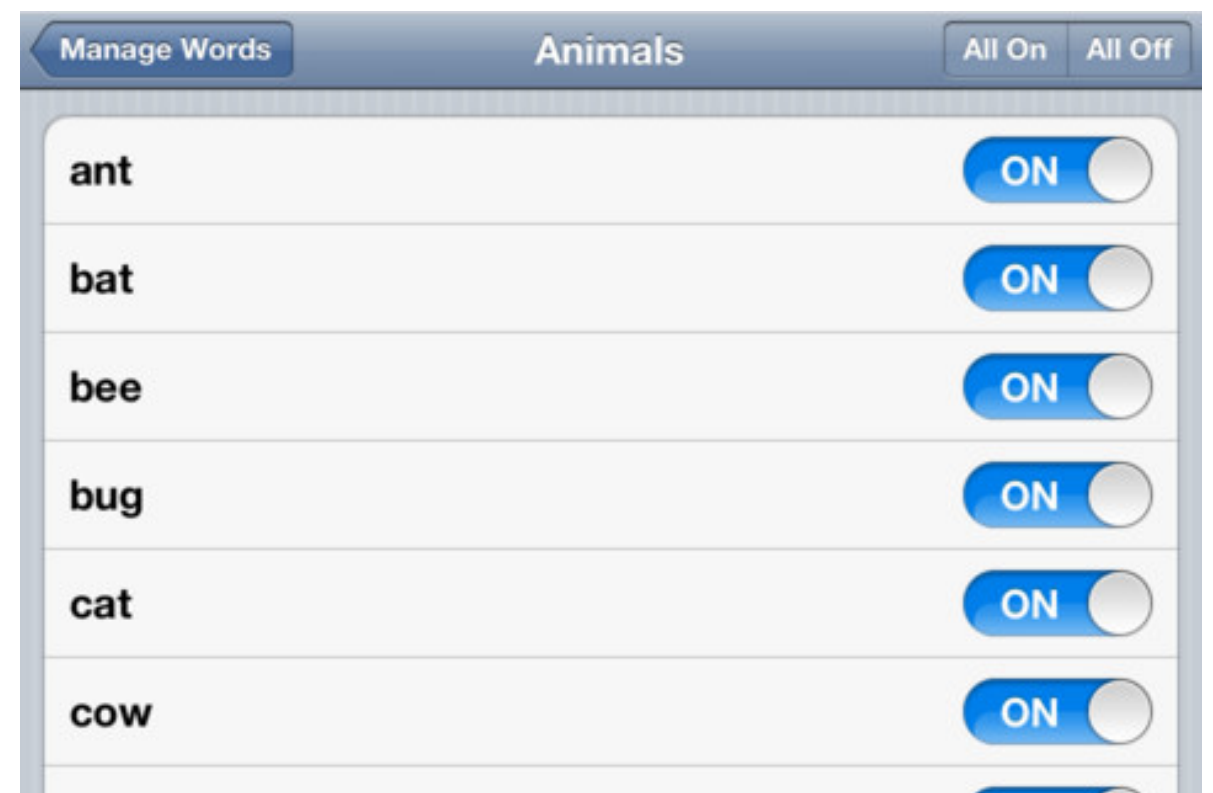 Manage Words Animals All On All Off
ant ON
bat ON
bee ON
bug ON
cat ON
cow ON